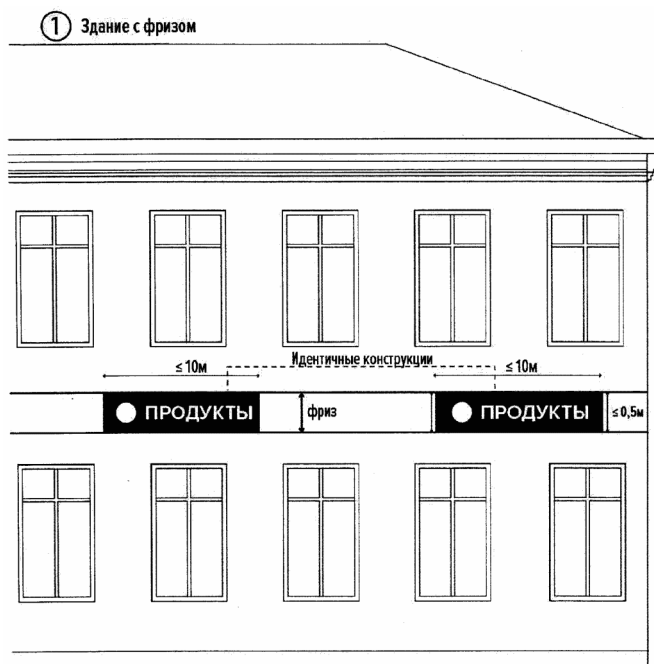 1 Здание с фризом
Идентичные конструкции
≤ 10м
≤ 10м
ПРОДУКТЫ
фриз
ПРОДУКТЫ
≤ 0,5м